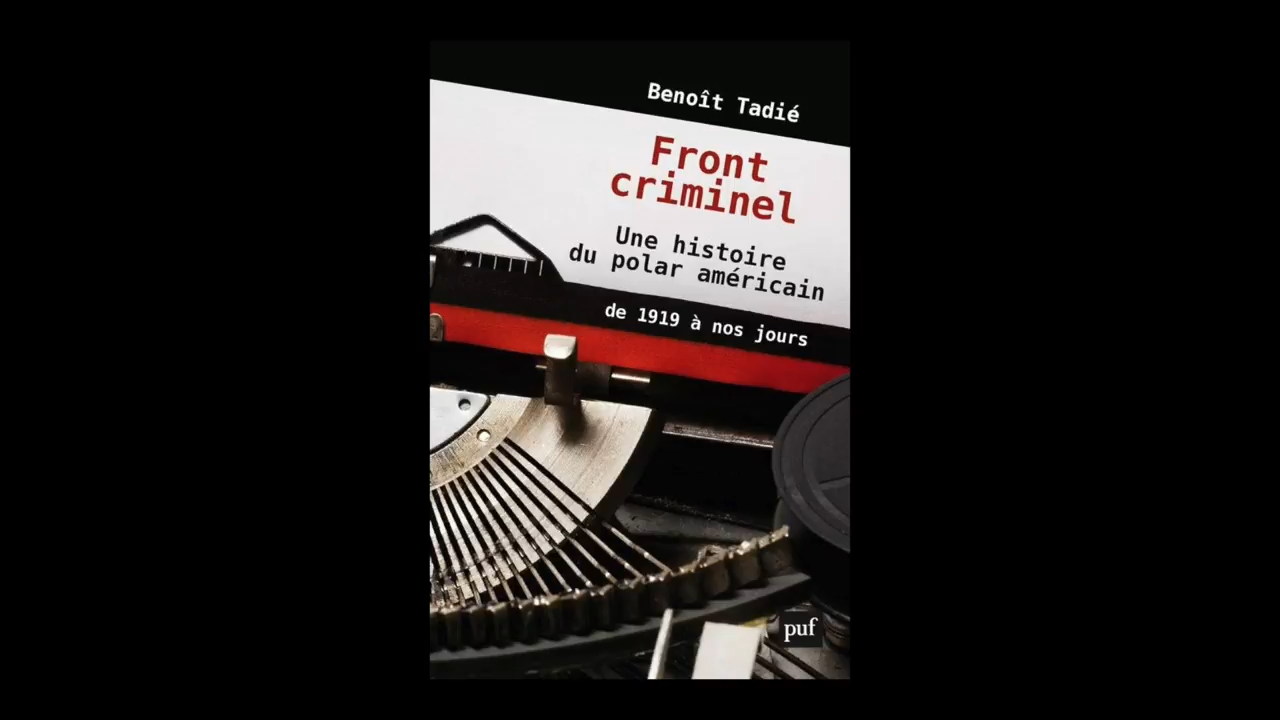 Benoît Tadié
Front
criminel
Une histoire
du polar américain
de 1919 à nos jours
puf